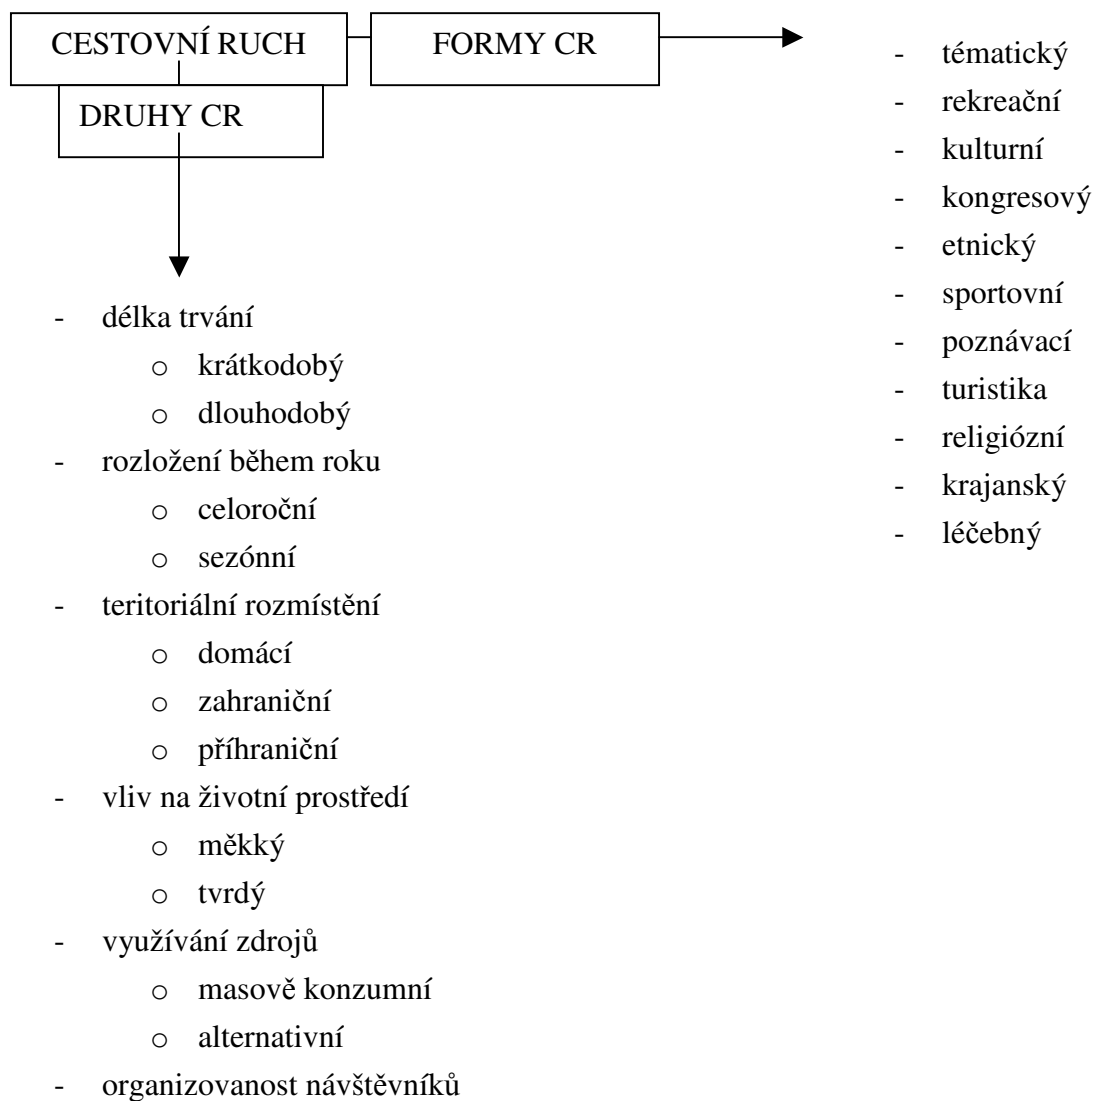 CESTOVNÍ RUCH
FORMY CR
DRUHY CR
- tématický
- rekreační
- kulturní
- kongresový
- etnický
- sportovní
- poznávací
- turistika
- religiózní
- krajanský
- léčebný
- délka trvání
o krátkodobý
o dlouhodobý
- rozložení během roku
o celoroční
o sezónní
- teritoriální rozmístění
o domácí
o zahraniční
o příhraniční
- vliv na životní prostředí
o měkký
o tvrdý
- využívání zdrojů
o masově konzumní
o alternativní
- organizovanost návštěvníků